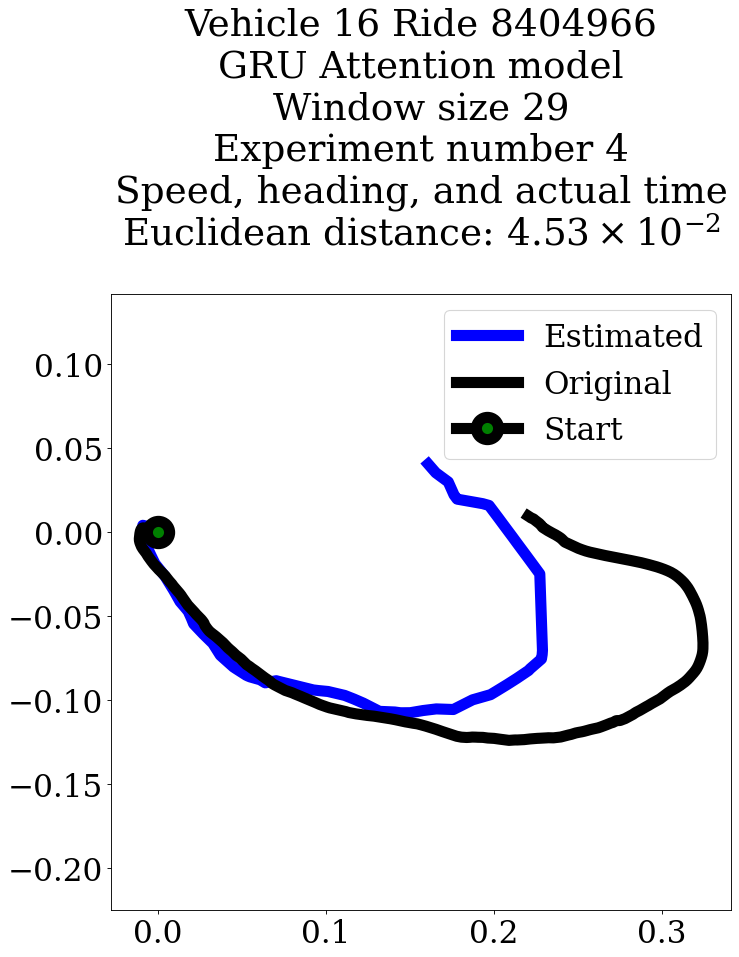 Vehicle 16 Ride 8404966
GRU Attention model
Window size 29
Experiment number 4
Speed, heading, and actual time
Euclidean distance: 4.53 × 10⁻²
Estimated
Original
Start
0.10
0.05
0.00
−0.05
−0.10
−0.15
−0.20
0.0 0.1 0.2 0.3